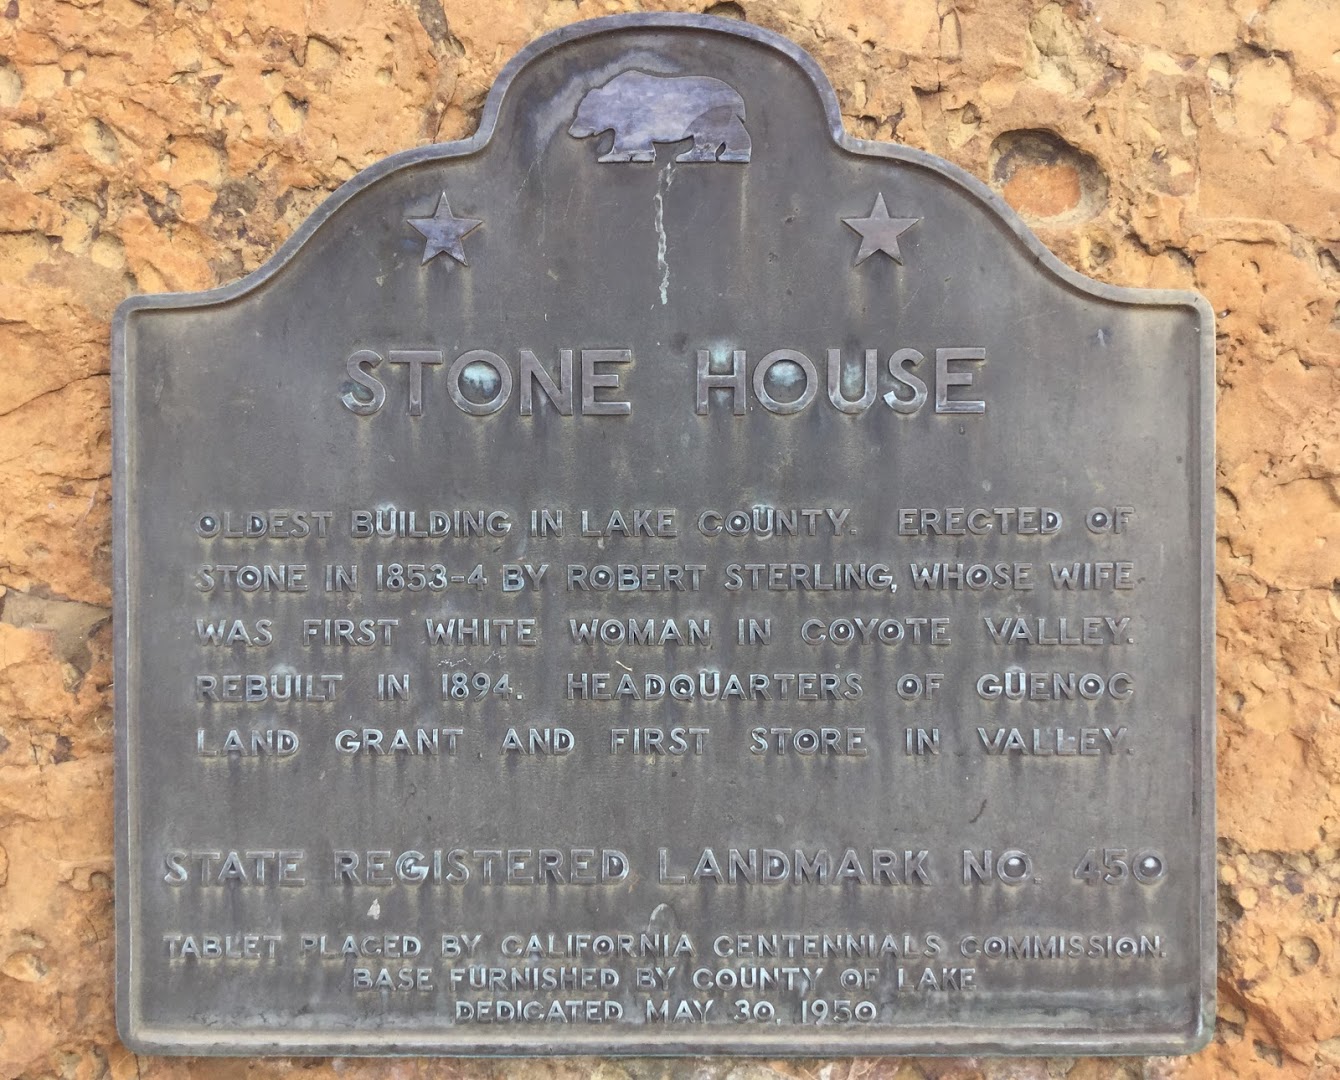 STONE HOUSE
OLDEST BUILDING IN LAKE COUNTY. ERECTED OF
STONE IN 1853-4 BY ROBERT STERLING, WHOSE WIFE
WAS FIRST WHITE WOMAN IN COYOTE VALLEY.
REBUILT IN 1894. HEADQUARTERS OF GUENOC
LAND GRANT AND FIRST STORE IN VALLEY.
STATE REGISTERED LANDMARK NO. 450
TABLET PLACED BY CALIFORNIA CENTENNIALS COMMISSION.
BASE FURNISHED BY COUNTY OF LAKE
DEDICATED MAY 30, 1950